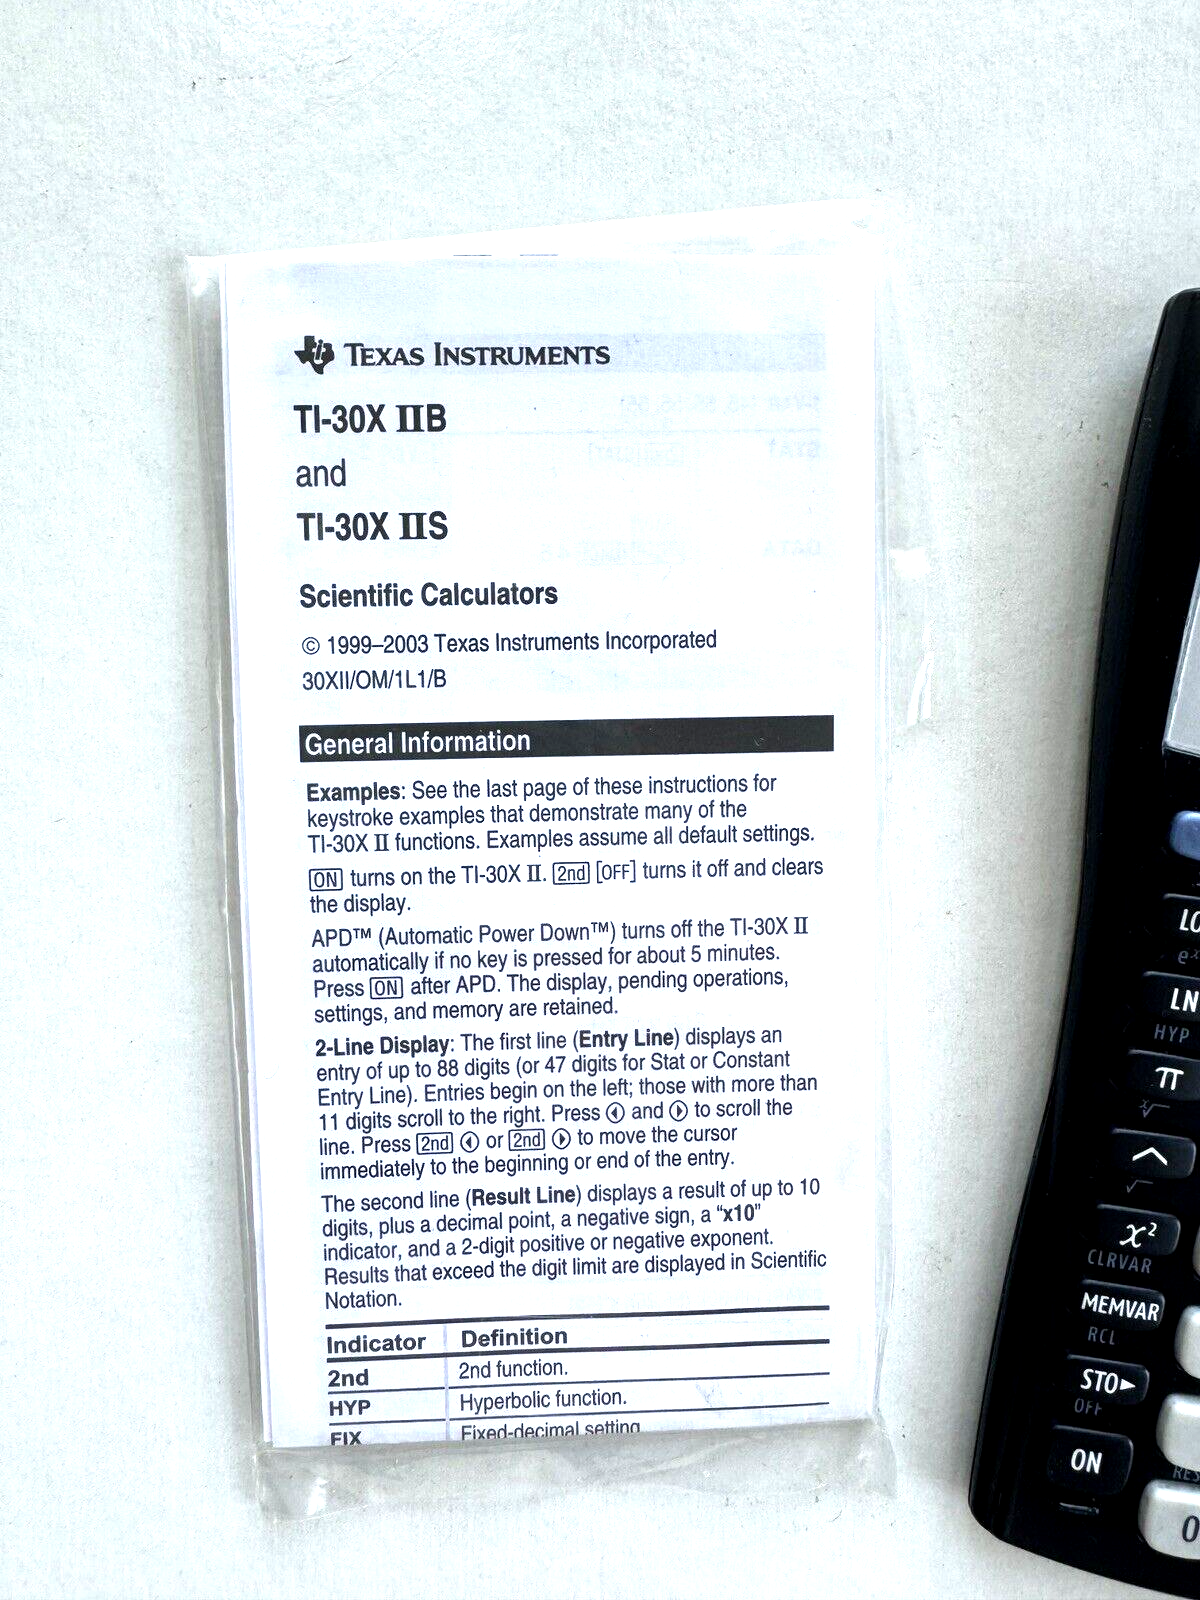 TEXAS INSTRUMENTS
TI-30X IIB
and
TI-30X IIS
Scientific Calculators
© 1999–2003 Texas Instruments Incorporated
30XII/OM/1L1/B
General Information
Examples: See the last page of these instructions for
keystroke examples that demonstrate many of the
TI-30X II functions. Examples assume all default settings.
ON turns on the TI-30X II. 2nd [OFF] turns it off and clears
the display.
APD™ (Automatic Power Down™) turns off the TI-30X II
automatically if no key is pressed for about 5 minutes.
Press ON after APD. The display, pending operations,
settings, and memory are retained.
2-Line Display: The first line (Entry Line) displays an
entry of up to 88 digits (or 47 digits for Stat or Constant
Entry Line). Entries begin on the left; those with more than
11 digits scroll to the right. Press and to scroll the
line. Press 2nd or 2nd to move the cursor
immediately to the beginning or end of the entry.
The second line (Result Line) displays a result of up to 10
digits, plus a decimal point, a negative sign, a “x10”
indicator, and a 2-digit positive or negative exponent.
Results that exceed the digit limit are displayed in Scientific
Notation.
Indicator Definition
2nd 2nd function.
HYP Hyperbolic function.
FIX Fixed-decimal setting
LN
HYP
π
x√
^
√
x²
CLRVAR
MEMVAR
RCL
STO►
OFF
ON
0